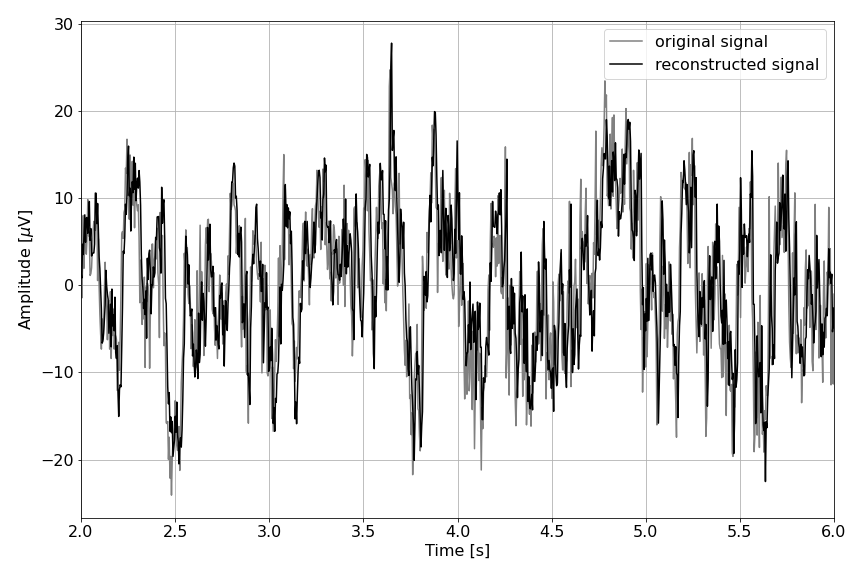 30
20
10
0
−10
−20
Amplitude [μV]
original signal
reconstructed signal
2.0 2.5 3.0 3.5 4.0 4.5 5.0 5.5 6.0
Time [s]